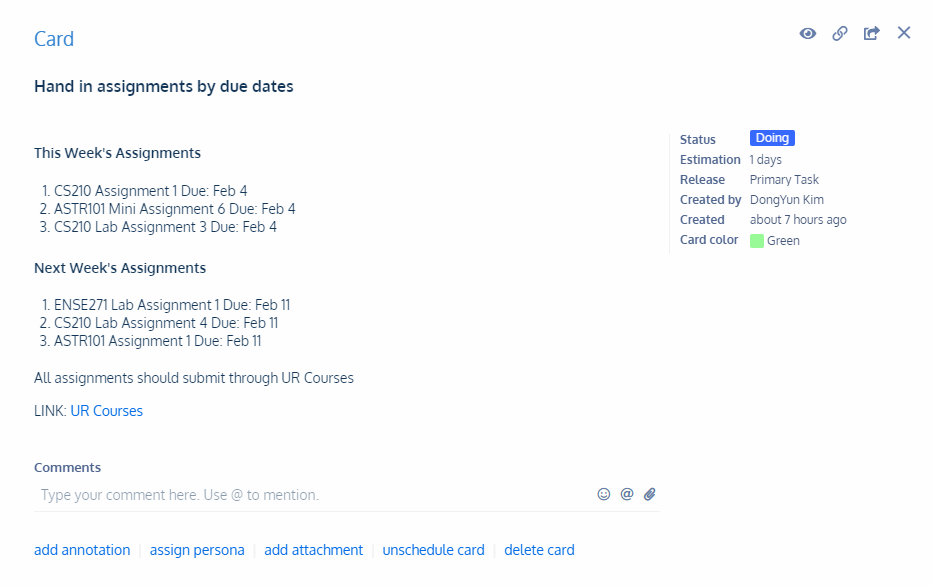 Card
Hand in assignments by due dates
This Week's Assignments
1. CS210 Assignment 1 Due: Feb 4
2. ASTR101 Mini Assignment 6 Due: Feb 4
3. CS210 Lab Assignment 3 Due: Feb 4
Next Week's Assignments
1. ENSE271 Lab Assignment 1 Due: Feb 11
2. CS210 Lab Assignment 4 Due: Feb 11
3. ASTR101 Assignment 1 Due: Feb 11
All assignments should submit through UR Courses
LINK: UR Courses
Status Doing
Estimation 1 days
Release Primary Task
Created by DongYun Kim
Created about 7 hours ago
Card color Green
Comments
Type your comment here. Use @ to mention. @
add annotation | assign persona | add attachment | unschedule card | delete card